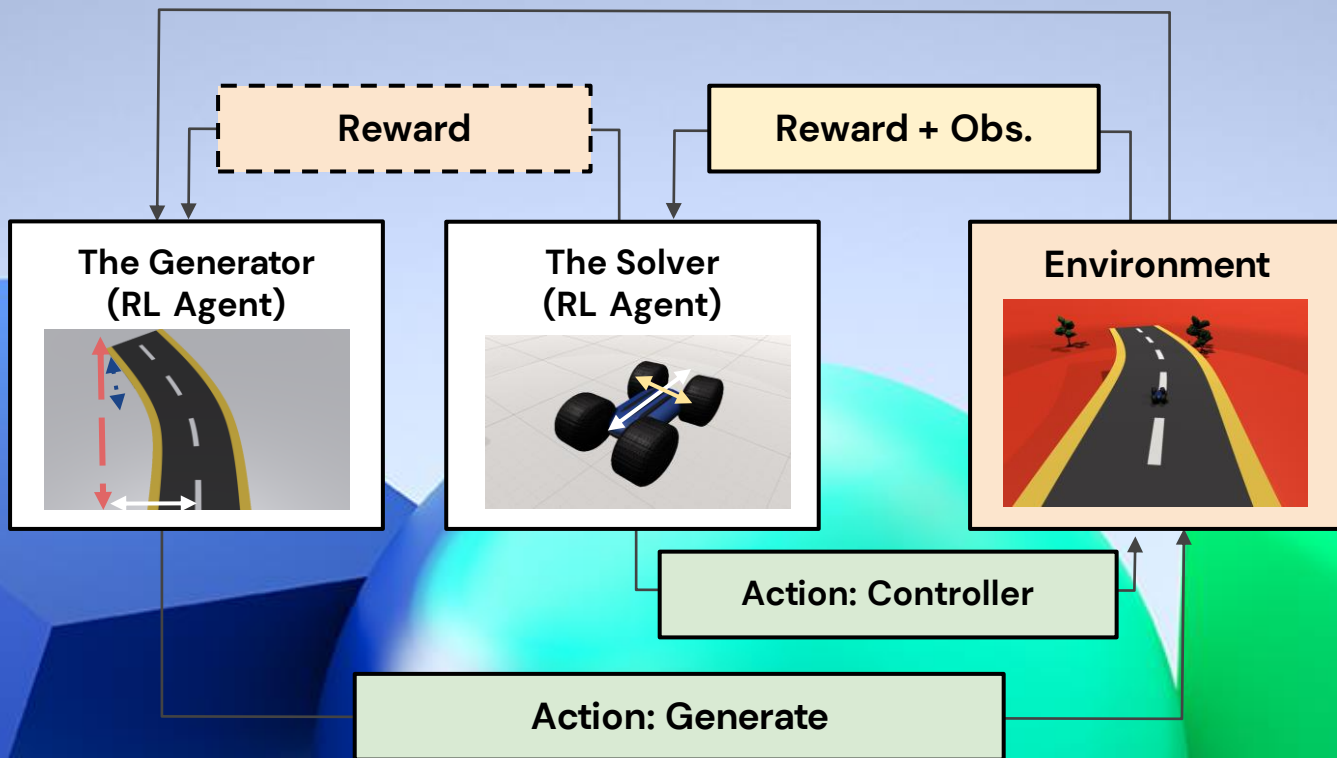 Reward
Reward + Obs.
The Generator
(RL Agent)
The Solver
(RL Agent)
Environment
Action: Controller
Action: Generate